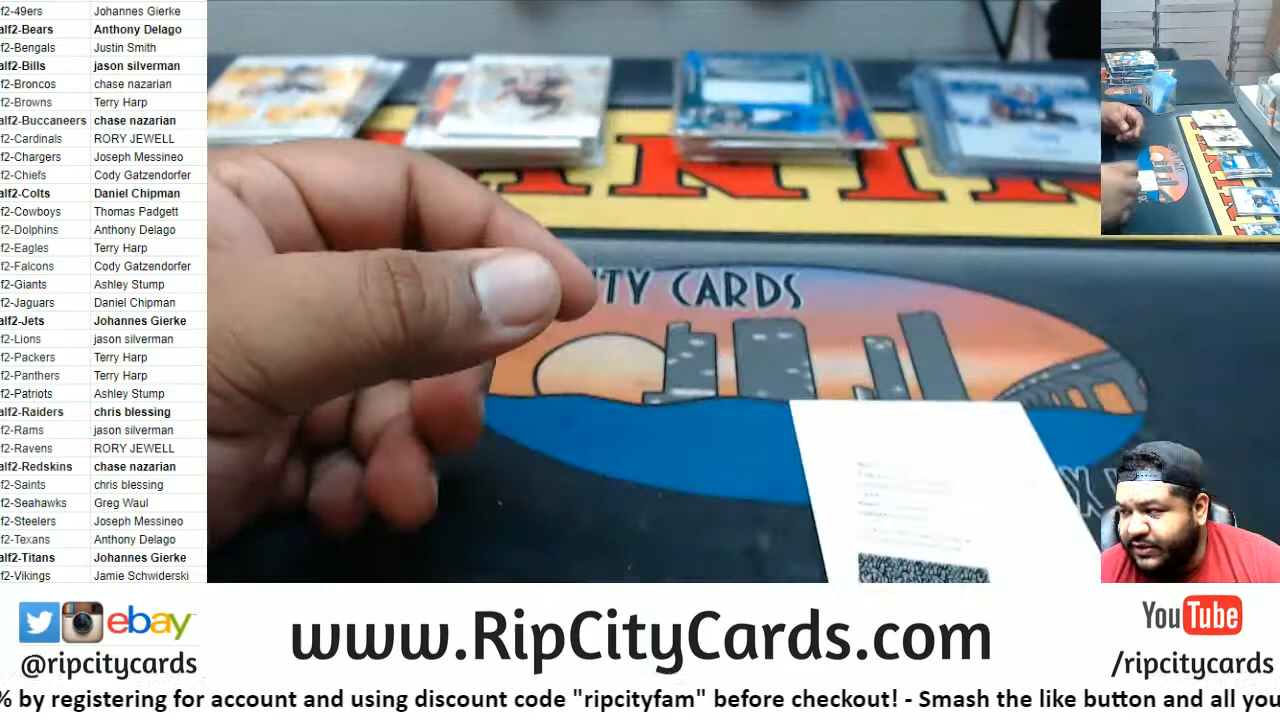 f2-49ers Johannes Gierke
alf2-Bears Anthony Delago
f2-Bengals Justin Smith
alf2-Bills jason silverman
f2-Broncos chase nazarian
f2-Browns Terry Harp
alf2-Buccaneers chase nazarian
f2-Cardinals RORY JEWELL
f2-Chargers Joseph Messineo
f2-Chiefs Cody Gatzendorfer
alf2-Colts Daniel Chipman
f2-Cowboys Thomas Padgett
f2-Dolphins Anthony Delago
f2-Eagles Terry Harp
f2-Falcons Cody Gatzendorfer
f2-Giants Ashley Stump
f2-Jaguars Daniel Chipman
alf2-Jets Johannes Gierke
f2-Lions jason silverman
f2-Packers Terry Harp
f2-Panthers Terry Harp
f2-Patriots Ashley Stump
alf2-Raiders chris blessing
f2-Rams jason silverman
f2-Ravens RORY JEWELL
alf2-Redskins chase nazarian
f2-Saints chris blessing
f2-Seahawks Greg Waul
f2-Steelers Joseph Messineo
f2-Texans Anthony Delago
alf2-Titans Johannes Gierke
f2-Vikings Jamie Schwiderski
ANINI
ITY CARDS
ebay
@ripcitycards
www.RipCityCards.com
YouTube
/ripcitycards
% by registering for account and using discount code "ripcityfam" before checkout! - Smash the like button and all you